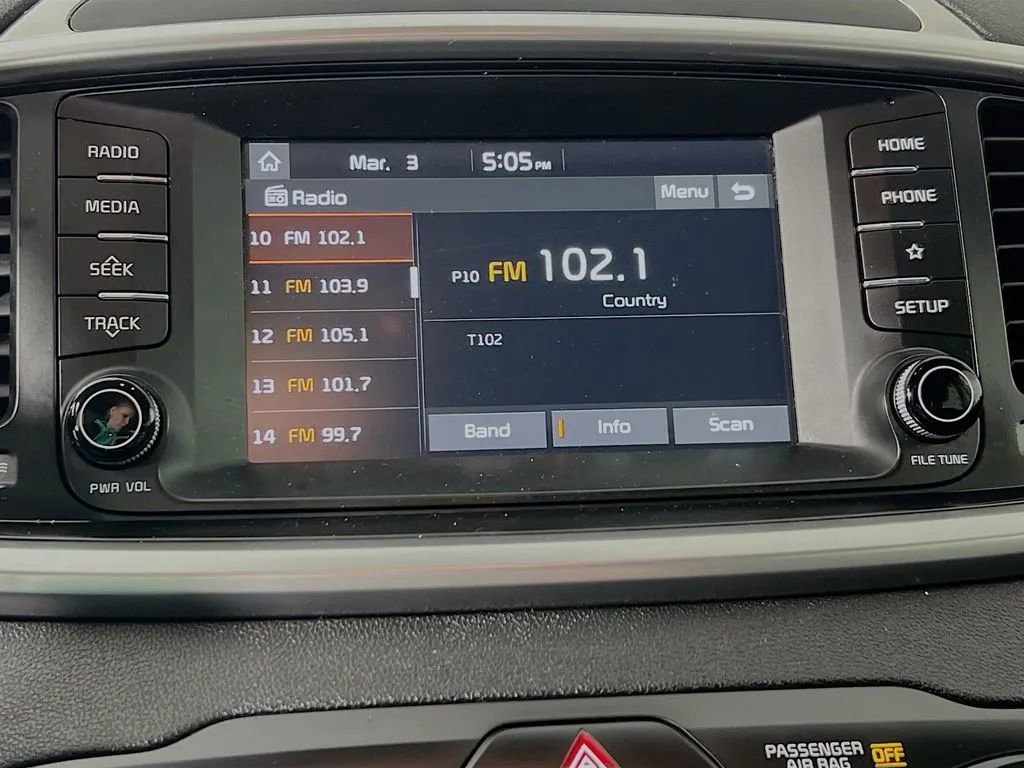 RADIO
MEDIA
SEEK
TRACK
PWR VOL
Mar. 3
5:05 PM
Radio
Menu
10 FM 102.1
11 FM 103.9
12 FM 105.1
13 FM 101.7
14 FM 99.7
P10 FM 102.1
Country
T102
Band
Info
Scan
HOME
PHONE
SETUP
FILE TUNE
PASSENGER
AIR BAG
OFF